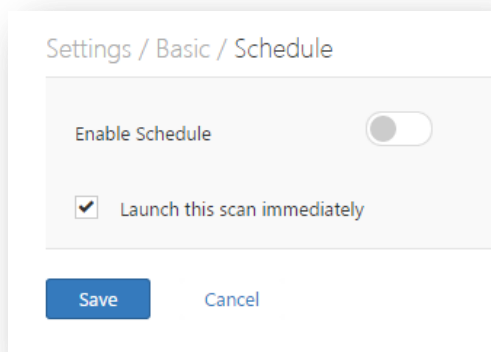 Settings / Basic / Schedule
Enable Schedule
Launch this scan immediately
Save Cancel